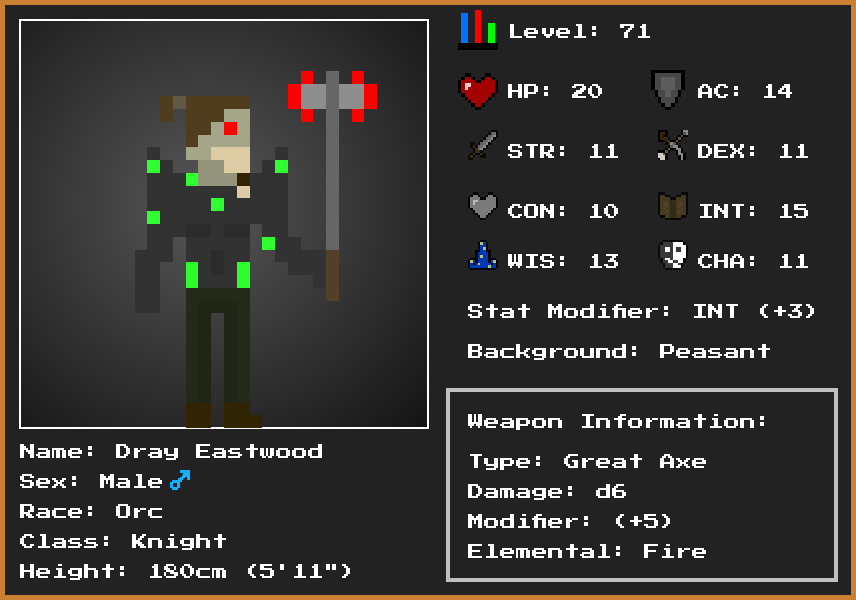 Level: 71
HP: 20 AC: 14
STR: 11 DEX: 11
CON: 10 INT: 15
WIS: 13 CHA: 11
Stat Modifier: INT (+3)
Background: Peasant
Weapon Information:
Type: Great Axe
Damage: d6
Modifier: (+5)
Elemental: Fire
Name: Dray Eastwood
Sex: Male ♂
Race: Orc
Class: Knight
Height: 180cm (5'11")